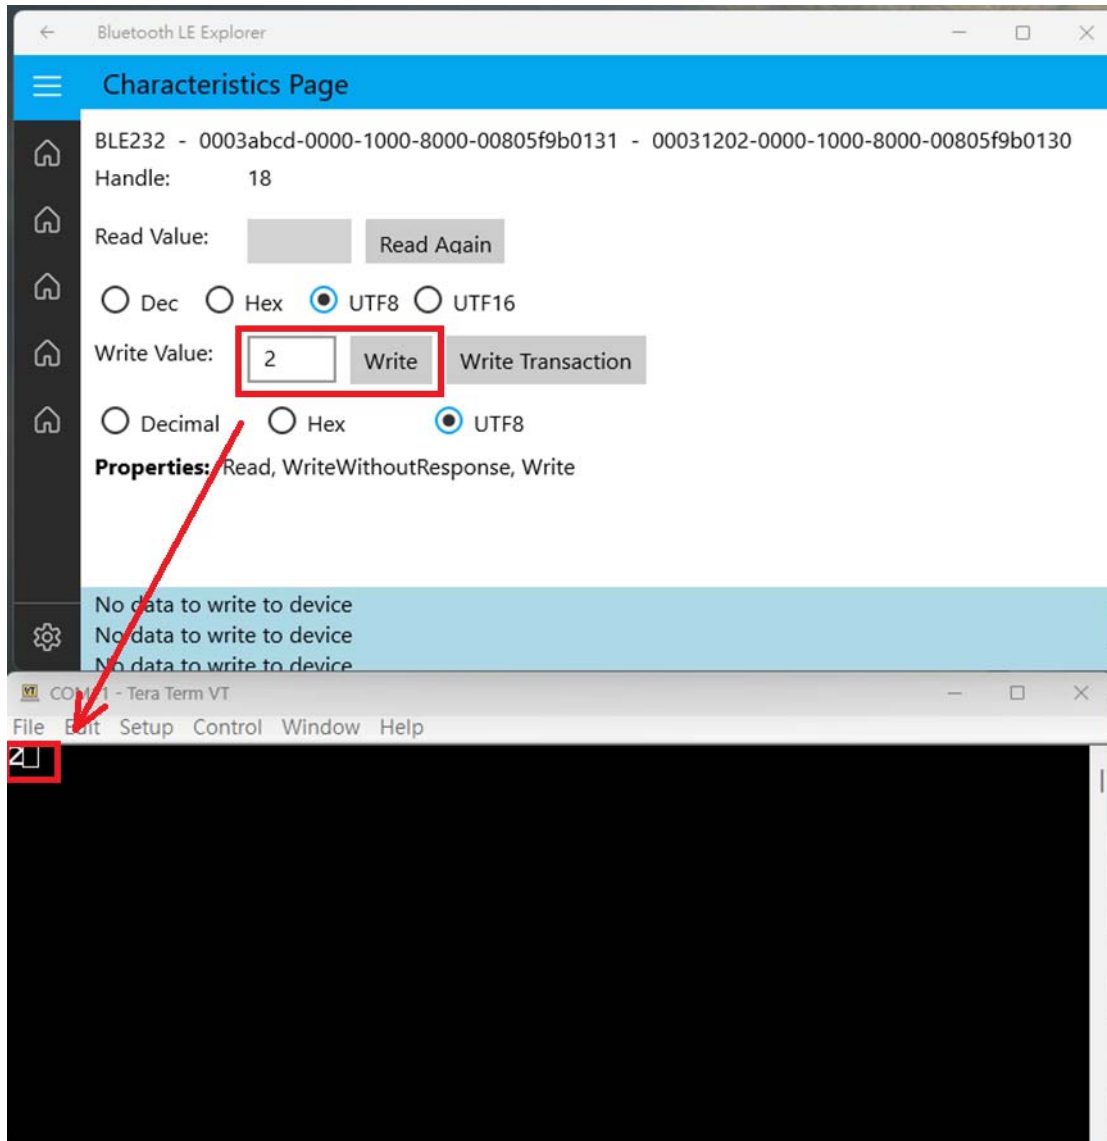 Bluetooth LE Explorer
Characteristics Page
BLE232 - 0003abcd-0000-1000-8000-00805f9b0131 - 00031202-0000-1000-8000-00805f9b0130
Handle: 18
Read Value: Read Again
Dec Hex UTF8 UTF16
Write Value: 2 Write Write Transaction
Decimal Hex UTF8
Properties: Read, WriteWithoutResponse, Write
No data to write to device
No data to write to device
No data to write to device
VT - Tera Term VT
File Edit Setup Control Window Help
2